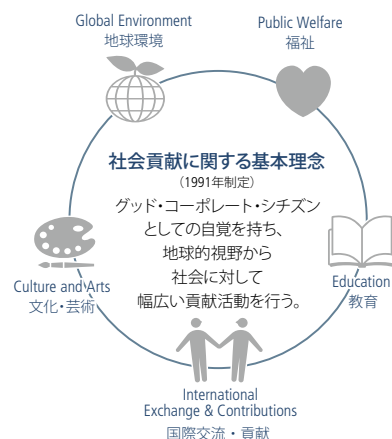 Global Environment
地球環境
Public Welfare
福祉
社会貢献に関する基本理念
（1991年制定）
グッド・コーポレート・シチズン
としての自覚を持ち、
地球的視野から
社会に対して
幅広い貢献活動を行う。
Culture and Arts
文化・芸術
Education
教育
International
Exchange & Contributions
国際交流・貢献